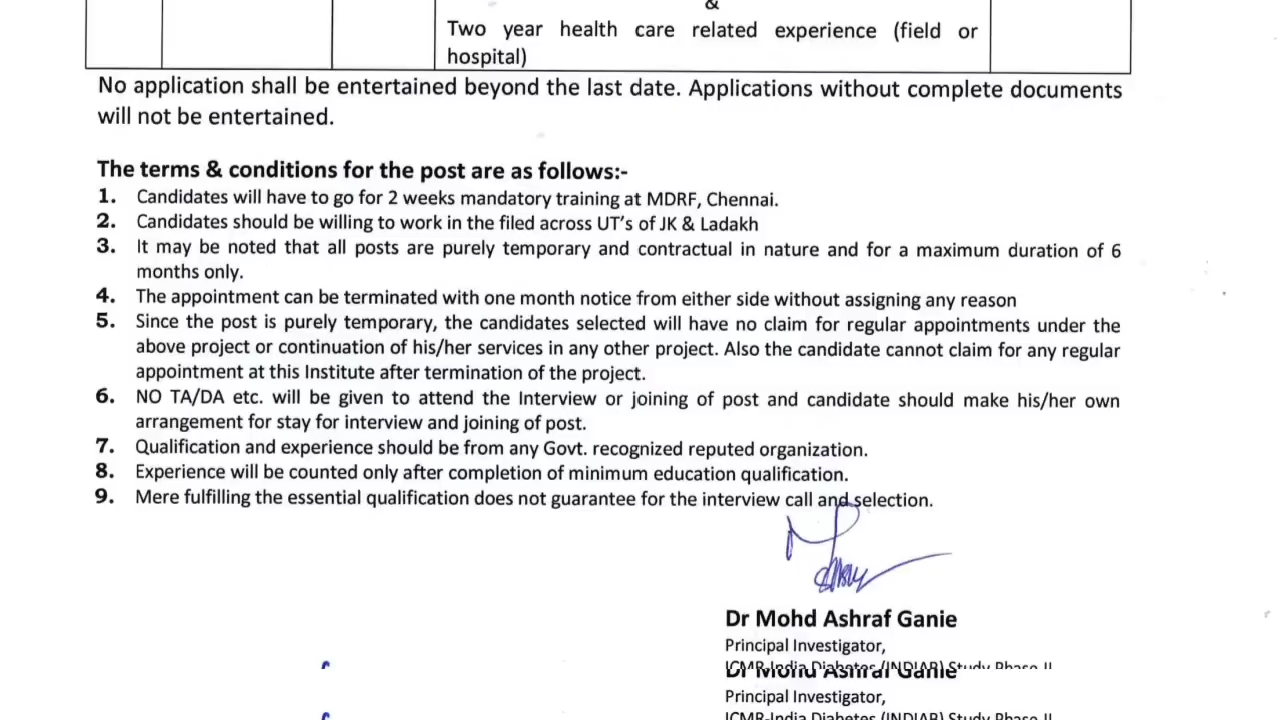 &
Two year health care related experience (field or
hospital)
No application shall be entertained beyond the last date. Applications without complete documents
will not be entertained.
The terms & conditions for the post are as follows:-
1. Candidates will have to go for 2 weeks mandatory training at MDRF, Chennai.
2. Candidates should be willing to work in the filed across UT's of JK & Ladakh
3. It may be noted that all posts are purely temporary and contractual in nature and for a maximum duration of 6
months only.
4. The appointment can be terminated with one month notice from either side without assigning any reason
5. Since the post is purely temporary, the candidates selected will have no claim for regular appointments under the
above project or continuation of his/her services in any other project. Also the candidate cannot claim for any regular
appointment at this Institute after termination of the project.
6. NO TA/DA etc. will be given to attend the Interview or joining of post and candidate should make his/her own
arrangement for stay for interview and joining of post.
7. Qualification and experience should be from any Govt. recognized reputed organization.
8. Experience will be counted only after completion of minimum education qualification.
9. Mere fulfilling the essential qualification does not guarantee for the interview call and selection.
Dr Mohd Ashraf Ganie
Principal Investigator,
ICMR-India Diabetes (INDIAB) Study Phase II
Dr Mohd Ashraf Ganie
Principal Investigator,
ICMR-India Diabetes (INDIAB) Study Phase II